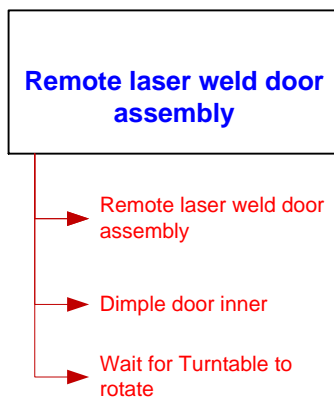 Remote laser weld door
assembly
Remote laser weld door
assembly
Dimple door inner
Wait for Turntable to
rotate